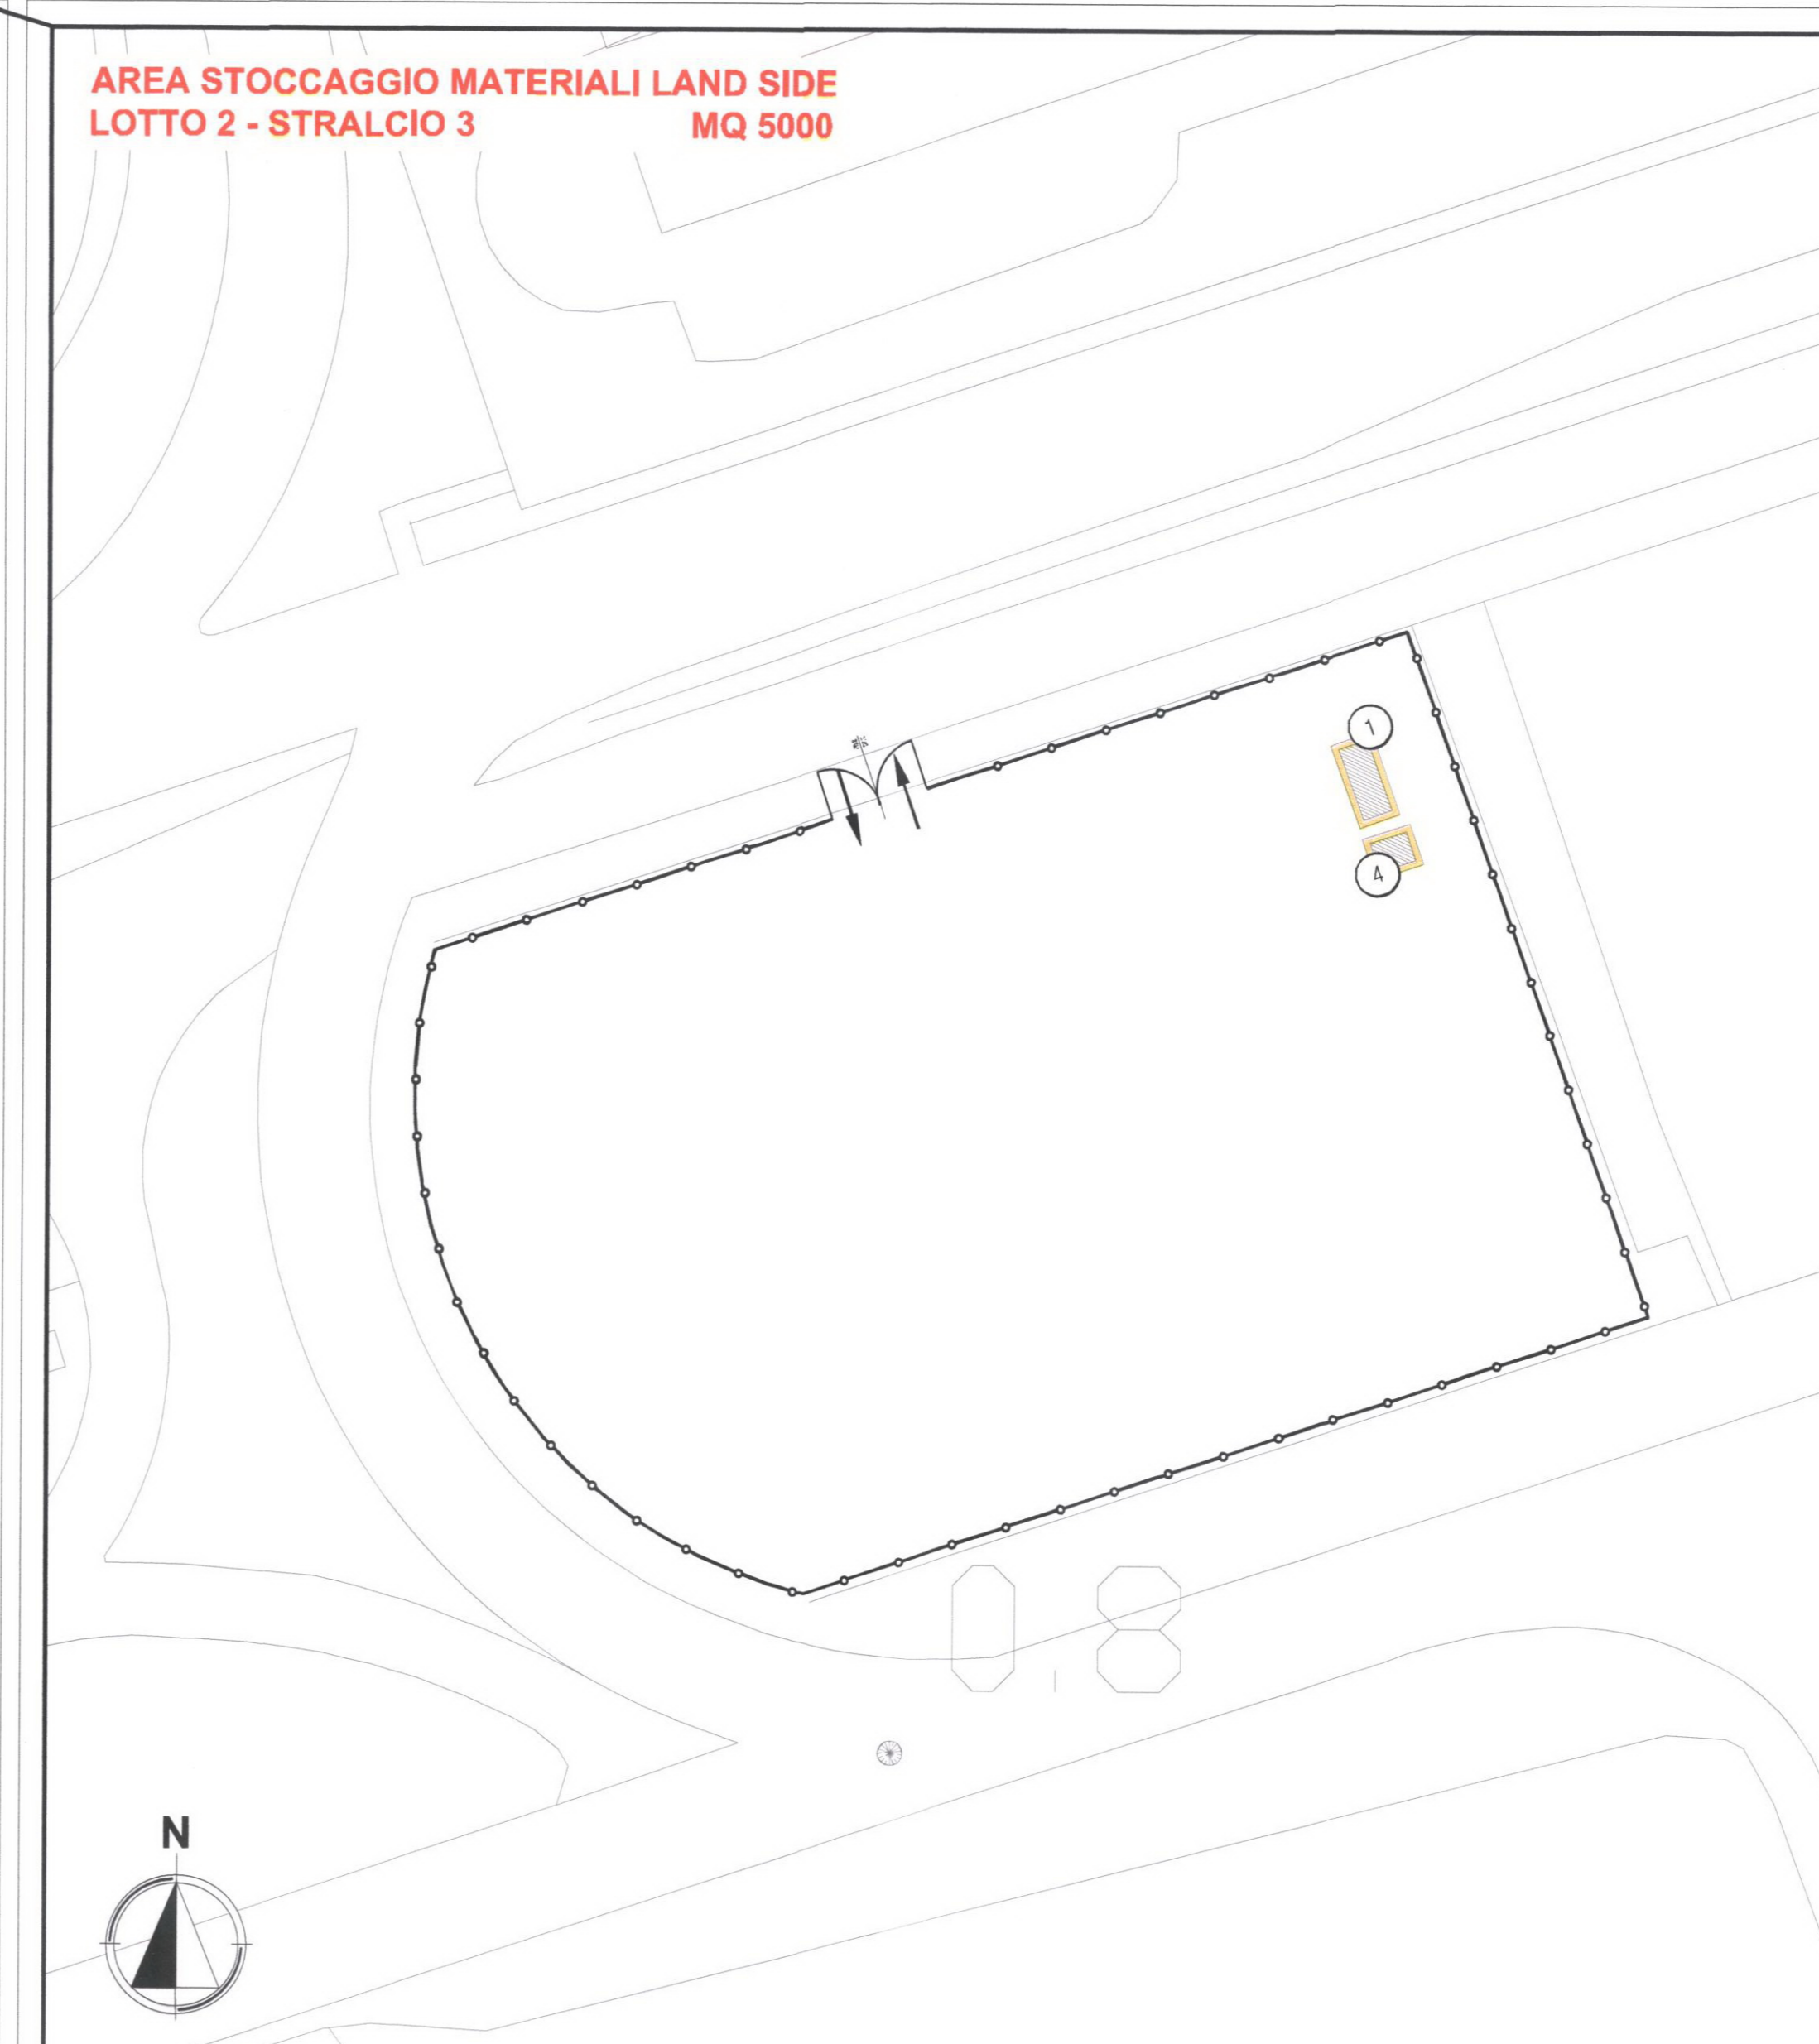 AREA STOCCAGGIO MATERIALI LAND SIDE
LOTTO 2 - STRALCIO 3 MQ 5000
1
4
N